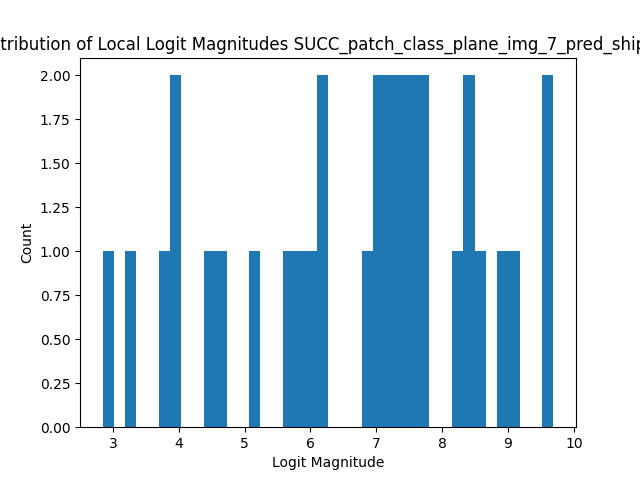 tribution of Local Logit Magnitudes SUCC_patch_class_plane_img_7_pred_ship
2.00
1.75
1.50
1.25
1.00
0.75
0.50
0.25
0.00
Count
3 4 5 6 7 8 9 10
Logit Magnitude